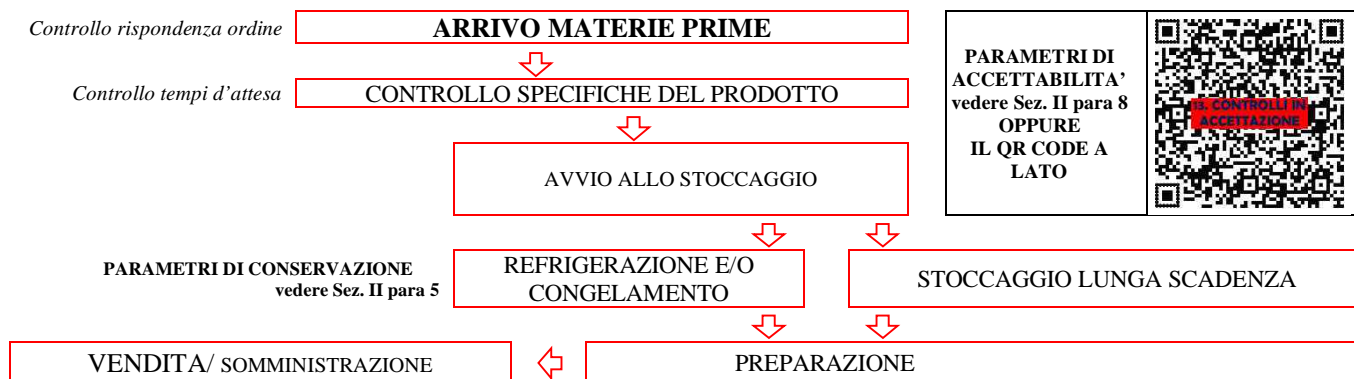 Controllo rispondenza ordine
ARRIVO MATERIE PRIME
Controllo tempi d'attesa
CONTROLLO SPECIFICHE DEL PRODOTTO
PARAMETRI DI
ACCETTABILITA'
vedere Sez. II para 8
OPPURE
IL QR CODE A
LATO
13. CONTROLLI IN
ACCETTAZIONE
AVVIO ALLO STOCCAGGIO
PARAMETRI DI CONSERVAZIONE
vedere Sez. II para 5
REFRIGERAZIONE E/O
CONGELAMENTO
STOCCAGGIO LUNGA SCADENZA
VENDITA/ SOMMINISTRAZIONE
PREPARAZIONE